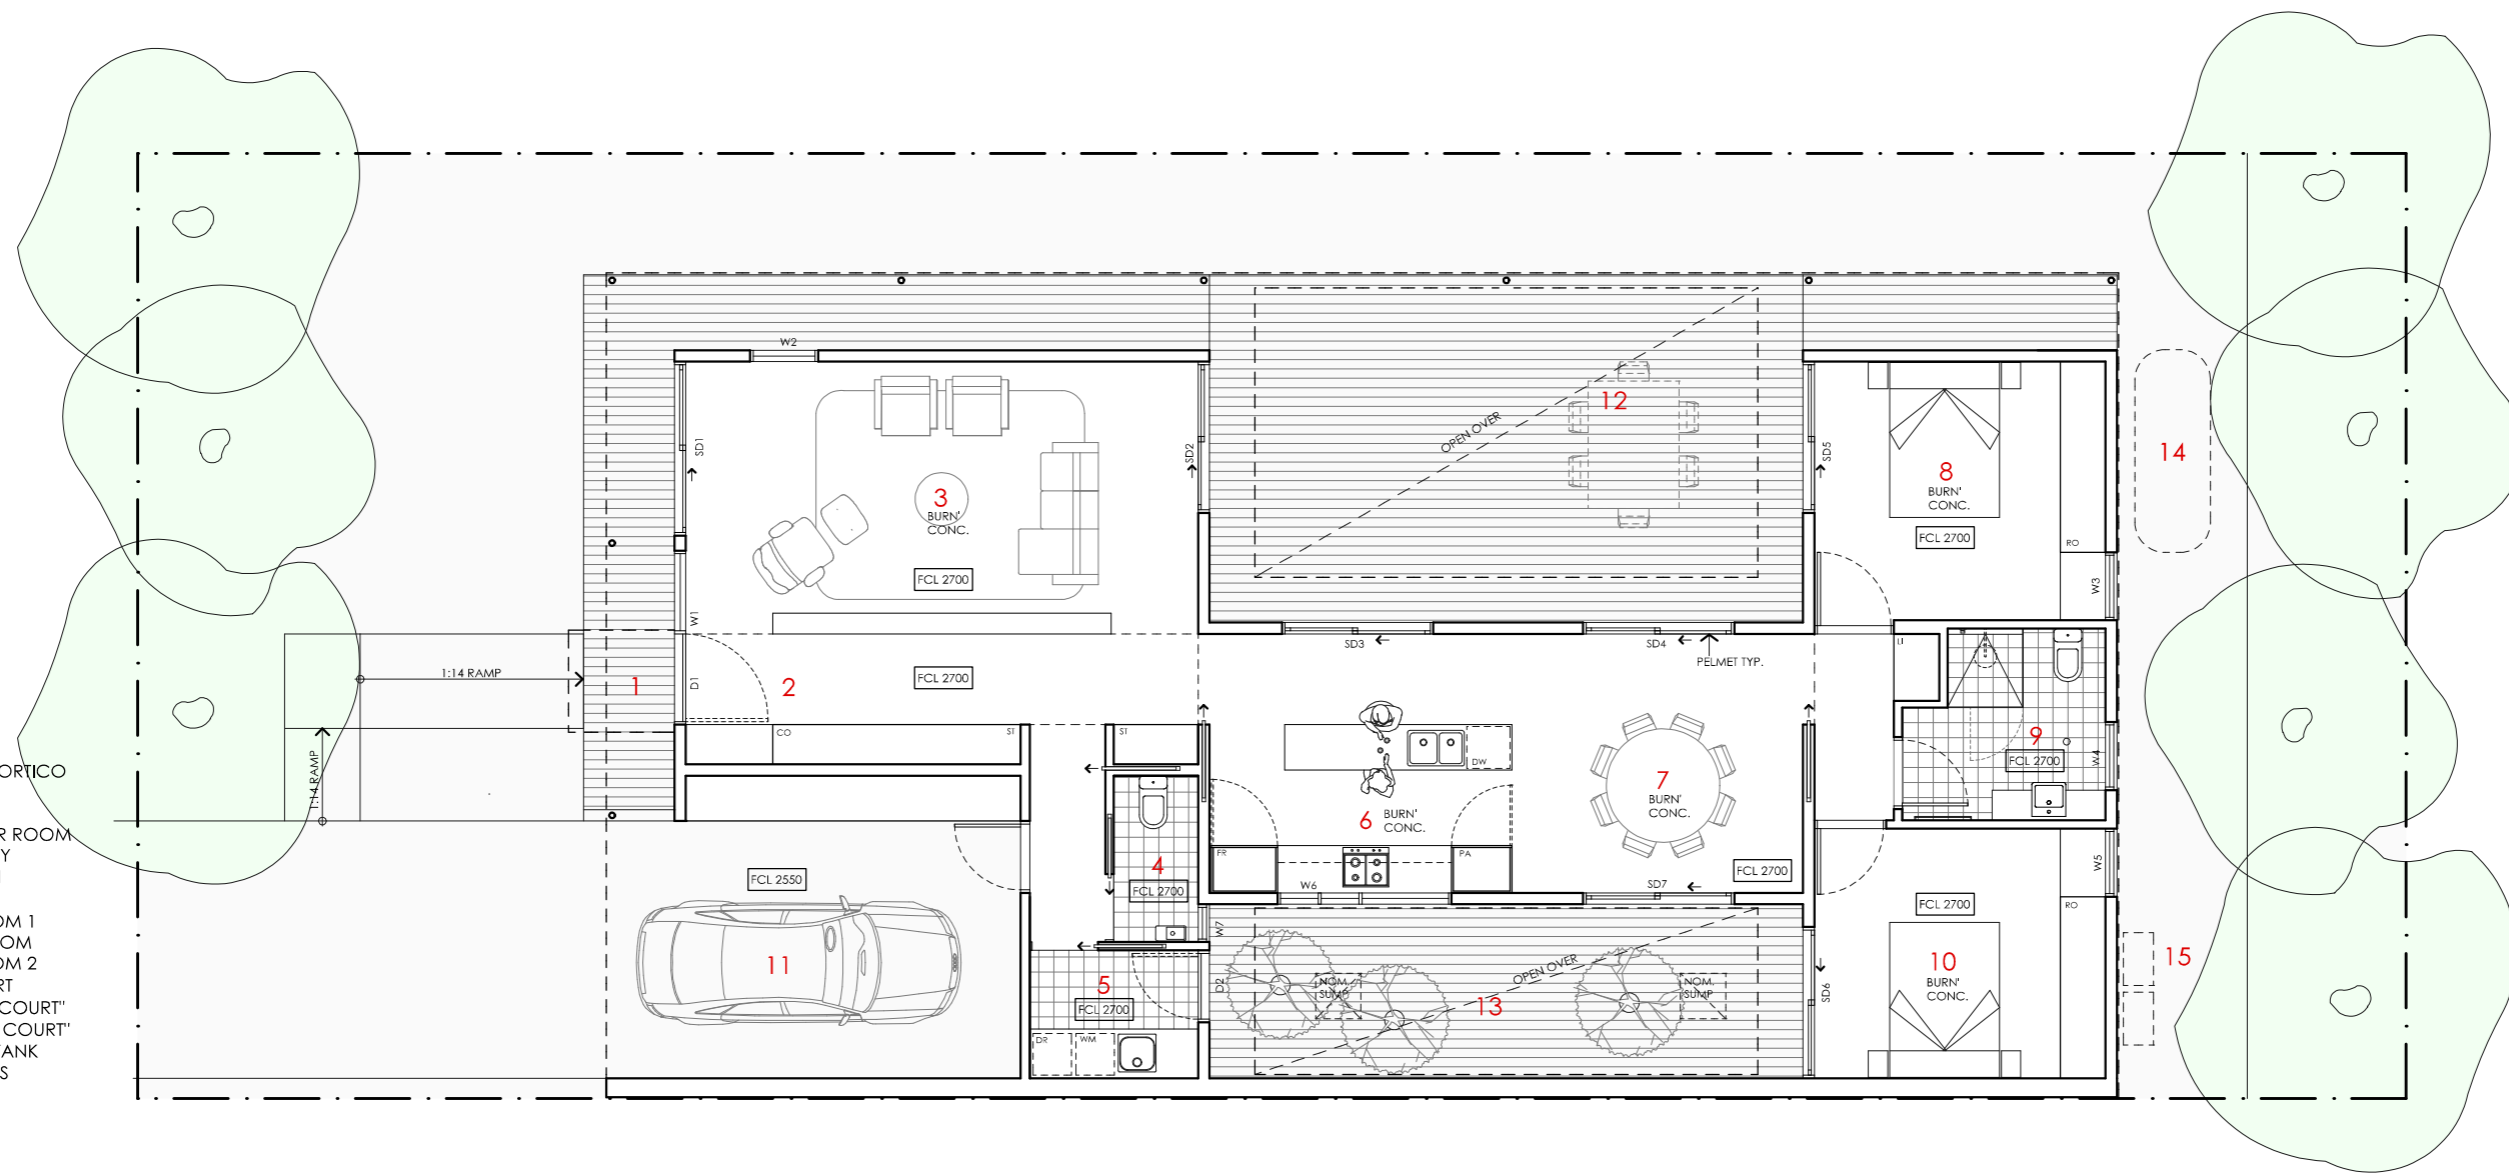 W2
SD1
SD2
OPEN OVER
12
SD5
8
BURN'
CONC.
FCL 2700
RO
W3
14
3
BURN'
CONC.
FCL 2700
W1
SD3
SD4
PELMET TYP.
LI
1:14 RAMP
1
D1
2
FCL 2700
CO
ST
ST
DW
7
BURN'
CONC.
9
FCL 2700
W4
1:14 RAMP
6
BURN'
CONC.
FR
PA
W6
SD7
FCL 2700
W5
FCL 2550
4
FCL 2700
W7
FCL 2700
RO
11
5
FCL 2700
D2
NOM.
SUMP
OPEN OVER
13
NOM.
SUMP
SD6
10
BURN'
CONC.
15
DR
WM
ORTICO
R ROOM
Y
OM 1
OM
OM 2
RT
COURT"
COURT"
TANK
S